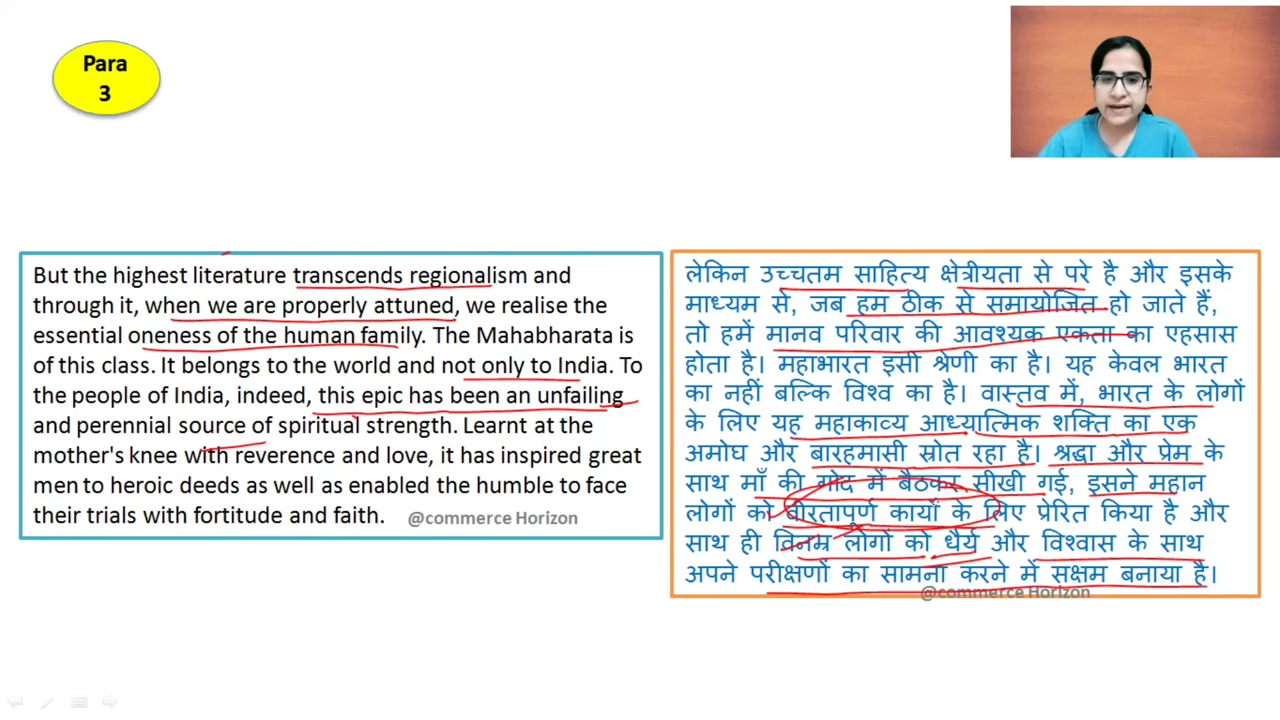 Para
3
But the highest literature transcends regionalism and
through it, when we are properly attuned, we realise the
essential oneness of the human family. The Mahabharata is
of this class. It belongs to the world and not only to India. To
the people of India, indeed, this epic has been an unfailing
and perennial source of spiritual strength. Learnt at the
mother's knee with reverence and love, it has inspired great
men to heroic deeds as well as enabled the humble to face
their trials with fortitude and faith. @commerce Horizon
लेकिन उच्चतम साहित्य क्षेत्रीयता से परे है और इसके
माध्यम से, जब हम ठीक से समायोजित हो जाते हैं,
तो हमें मानव परिवार की आवश्यक एकता का एहसास
होता है। महाभारत इसी श्रेणी का है। यह केवल भारत
का नहीं बल्कि विश्व का है। वास्तव में, भारत के लोगों
के लिए यह महाकाव्य आध्यात्मिक शक्ति का एक
अमोघ और बारहमासी स्रोत रहा है। श्रद्धा और प्रेम के
साथ माँ की गोद में बैठकर सीखी गई, इसने महान
लोगों को वीरतापूर्ण कार्यों के लिए प्रेरित किया है और
साथ ही विनम्र लोगों को धैर्य और विश्वास के साथ
अपने परीक्षणों का सामना करने में सक्षम बनाया है।
@commerce Horizon